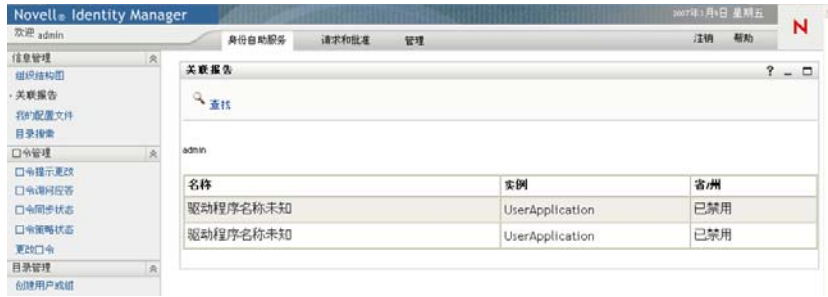 Novell® Identity Manager
2007年1月5日 星期五
欢迎 admin
身份自助服务 请求和批准 管理
注销 帮助
N
信息管理
组织结构图
关联报告
我的配置文件
目录搜索
口令管理
口令提示更改
口令询问应答
口令同步状态
口令策略状态
更改口令
目录管理
创建用户或组
关联报告
查找
admin
名称 实例 省/州
驱动程序名称未知 UserApplication 已禁用
驱动程序名称未知 UserApplication 已禁用